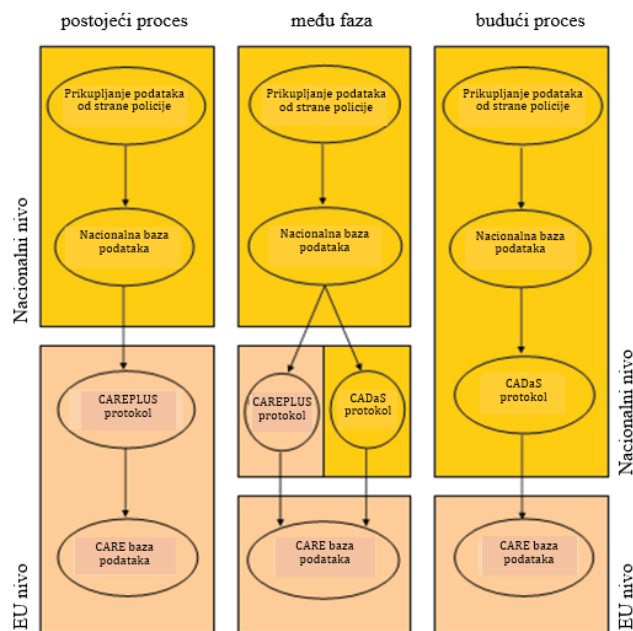 postojeći proces
među faza
budući proces
Prikupljanje podataka
od strane policije
Prikupljanje podataka
od strane policije
Prikupljanje podataka
od strane policije
Nacionalna baza
podataka
Nacionalna baza
podataka
Nacionalna baza
podataka
Nacionalni nivo
CAREPLUS
protokol
CAREPLUS
protokol
CADaS
protokol
CADaS
protokol
Nacionalni nivo
CARE baza
podataka
CARE baza
podataka
CARE baza
podataka
EU nivo
EU nivo